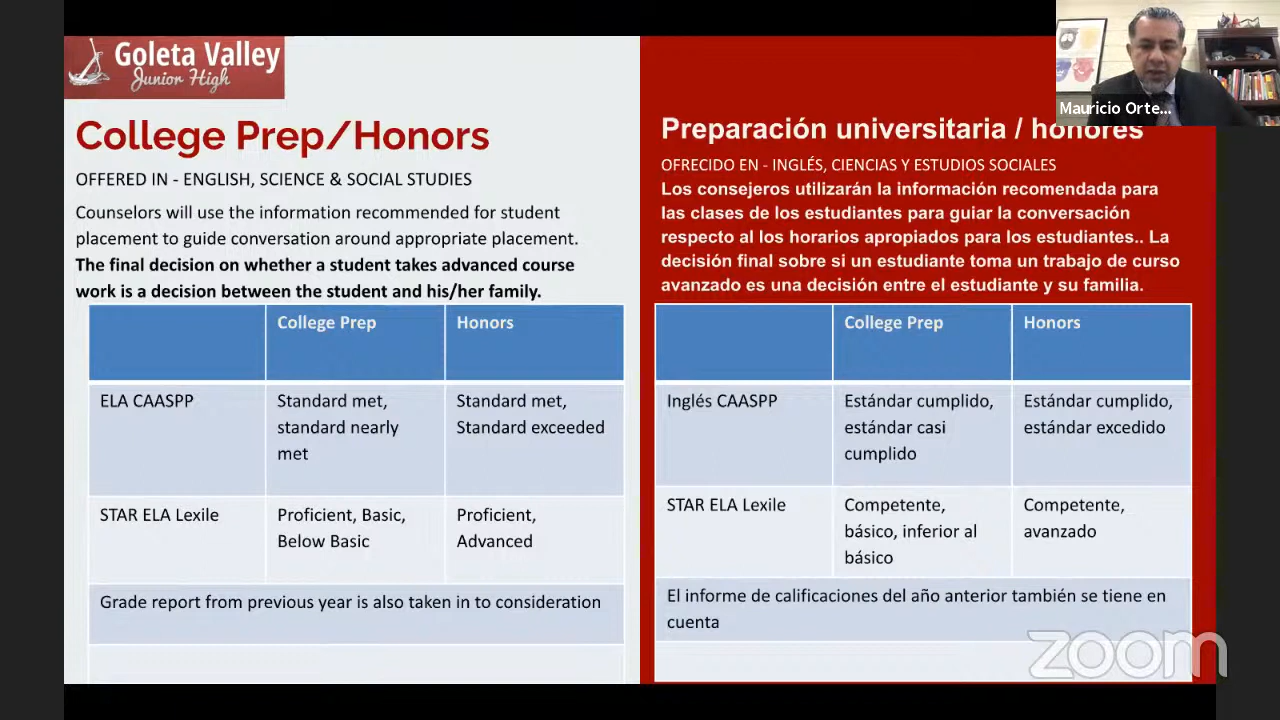 Goleta Valley
Junior High
College Prep/Honors
OFFERED IN - ENGLISH, SCIENCE & SOCIAL STUDIES
Counselors will use the information recommended for student
placement to guide conversation around appropriate placement.
The final decision on whether a student takes advanced course
work is a decision between the student and his/her family.
College Prep
Honors
ELA CAASPP
Standard met,
standard nearly
met
Standard met,
Standard exceeded
STAR ELA Lexile
Proficient, Basic,
Below Basic
Proficient,
Advanced
Grade report from previous year is also taken in to consideration
Mauricio Orte...
Preparación universitaria / honores
OFRECIDO EN - INGLÉS, CIENCIAS Y ESTUDIOS SOCIALES
Los consejeros utilizarán la información recomendada para
las clases de los estudiantes para guiar la conversación
respecto al los horarios apropiados para los estudiantes.. La
decisión final sobre si un estudiante toma un trabajo de curso
avanzado es una decisión entre el estudiante y su familia.
College Prep
Honors
Inglés CAASPP
Estándar cumplido,
estándar casi
cumplido
Estándar cumplido,
estándar excedido
STAR ELA Lexile
Competente,
básico, inferior al
básico
Competente,
avanzado
El informe de calificaciones del año anterior también se tiene en
cuenta
zoom